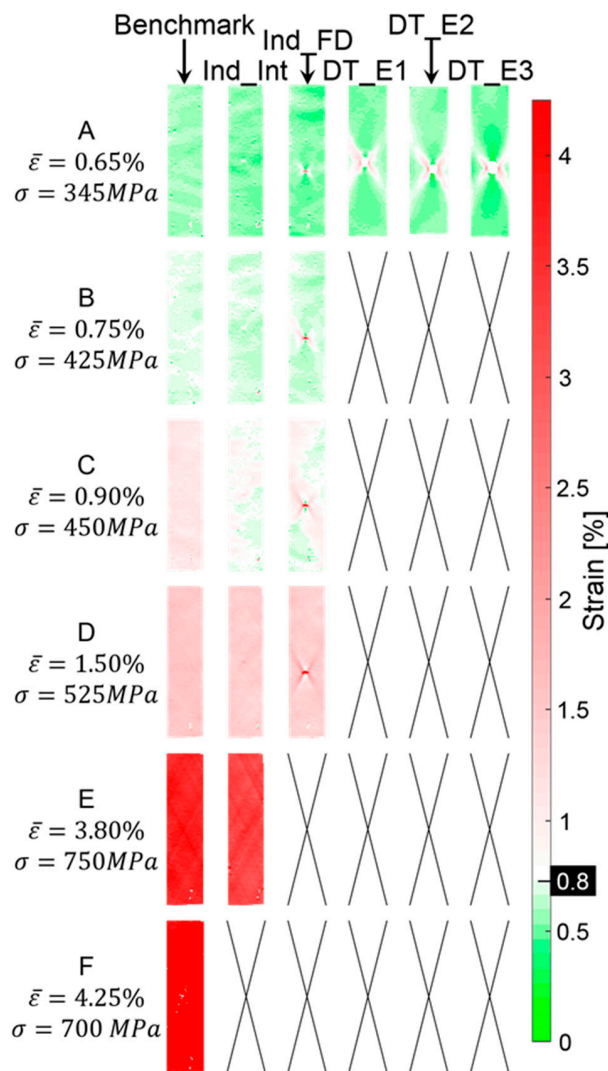 Benchmark
Ind_FD
DT_E2
Ind_Int
DT_E1
DT_E3
A
ε̄ = 0.65%
σ = 345MPa
B
ε̄ = 0.75%
σ = 425MPa
C
ε̄ = 0.90%
σ = 450MPa
D
ε̄ = 1.50%
σ = 525MPa
E
ε̄ = 3.80%
σ = 750MPa
F
ε̄ = 4.25%
σ = 700 MPa
4
3.5
3
2.5
2
1.5
1
0.8
0.5
0
Strain [%]